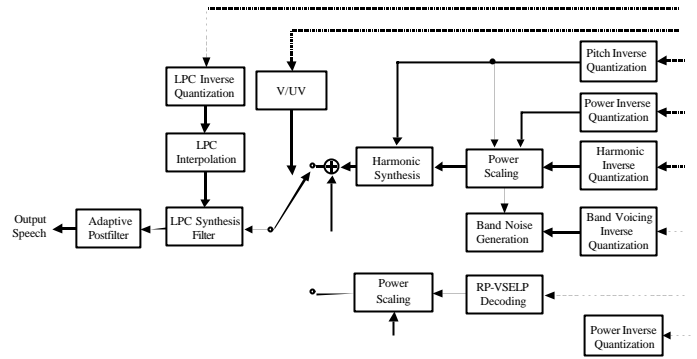 Pitch Inverse
Quantization
LPC Inverse
Quantization
V/UV
Power Inverse
Quantization
LPC
Interpolation
Harmonic
Synthesis
Power
Scaling
Harmonic
Inverse
Quantization
Output
Speech
Adaptive
Postfilter
LPC Synthesis
Filter
Band Noise
Generation
Band Voicing
Inverse
Quantization
Power
Scaling
RP-VSELP
Decoding
Power Inverse
Quantization